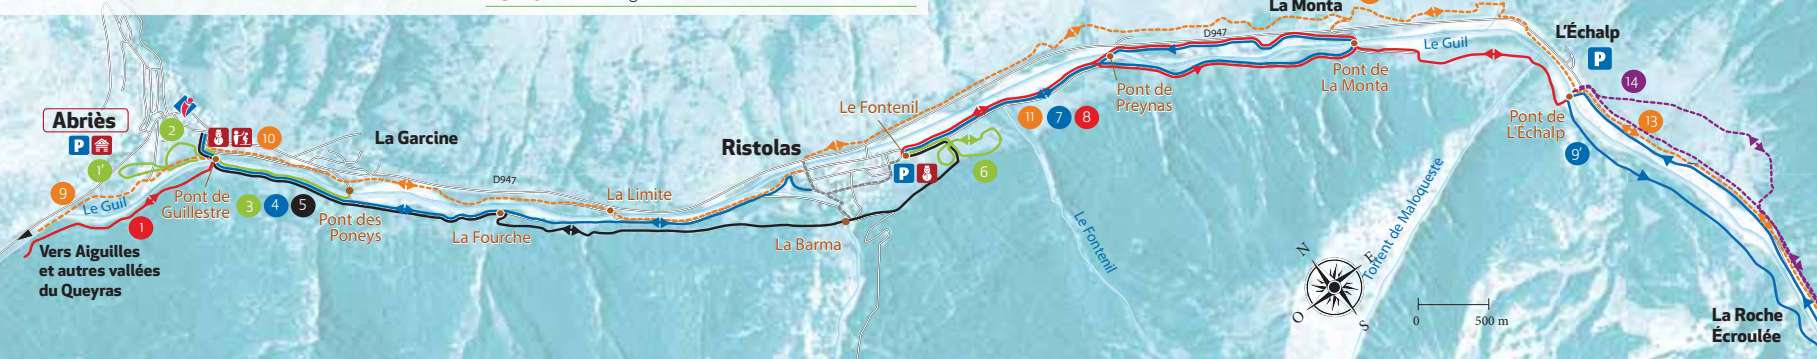 La Monta
D947
Le Guil
L'Échalp
P
14
Pont de
La Monta
Pont de
Preynas
Le Fontenil
11
7
8
Pont de
L'Échalp
13
9'
Abriès
P
2
10
1'
La Garcine
Ristolas
P
6
9
Le Guil
Pont de
Guillestre
3
4
5
D947
La Limite
1
Pont des
Poneys
La Fourche
La Barma
Le Fontenil
Torrent de Maloqueste
Vers Aiguilles
et autres vallées
du Queyras
N
E
O
S
0
500 m
La Roche
Écroulée